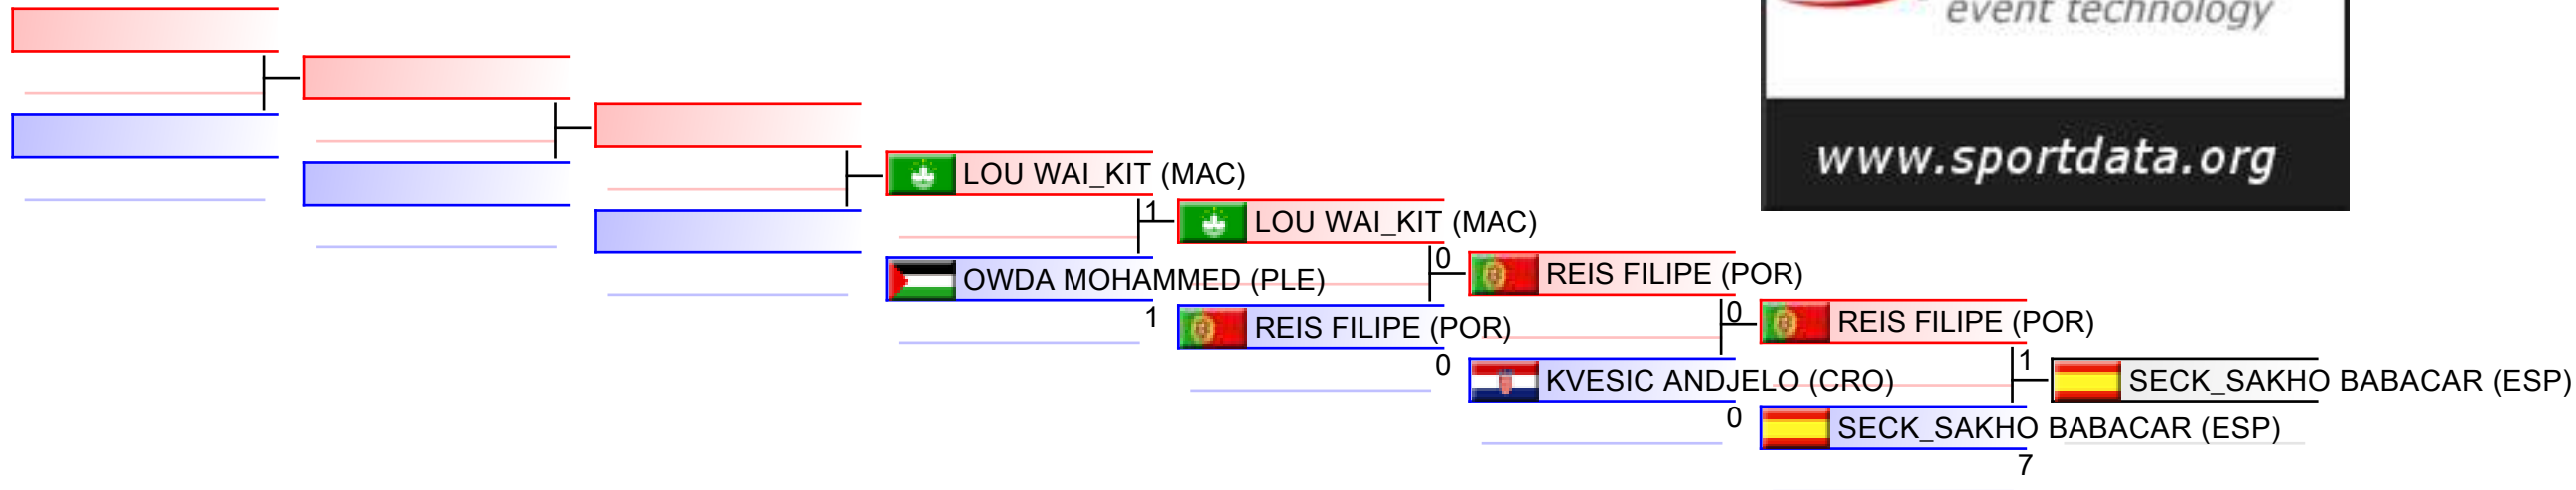 event technology
www.sportdata.org
LOU WAI_KIT (MAC)
1
LOU WAI_KIT (MAC)
OWDA MOHAMMED (PLE)
1
0
REIS FILIPE (POR)
REIS FILIPE (POR)
0
0
REIS FILIPE (POR)
KVESIC ANDJELO (CRO)
0
1
SECK_SAKHO BABACAR (ESP)
SECK_SAKHO BABACAR (ESP)
7